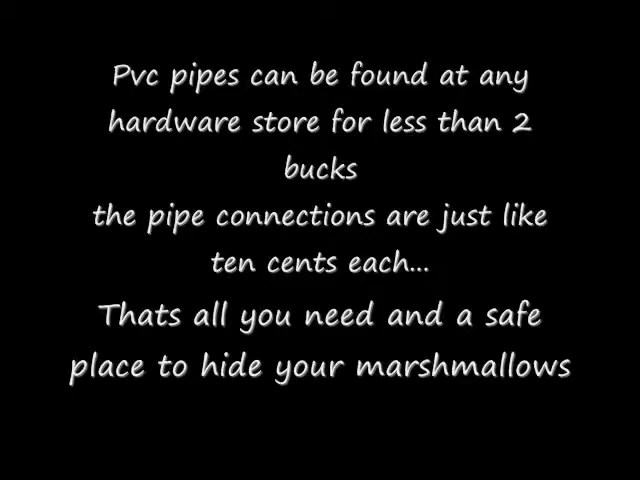 Pvc pipes can be found at any
hardware store for less than 2
bucks
the pipe connections are just like
ten cents each...
Thats all you need and a safe
place to hide your marshmallows